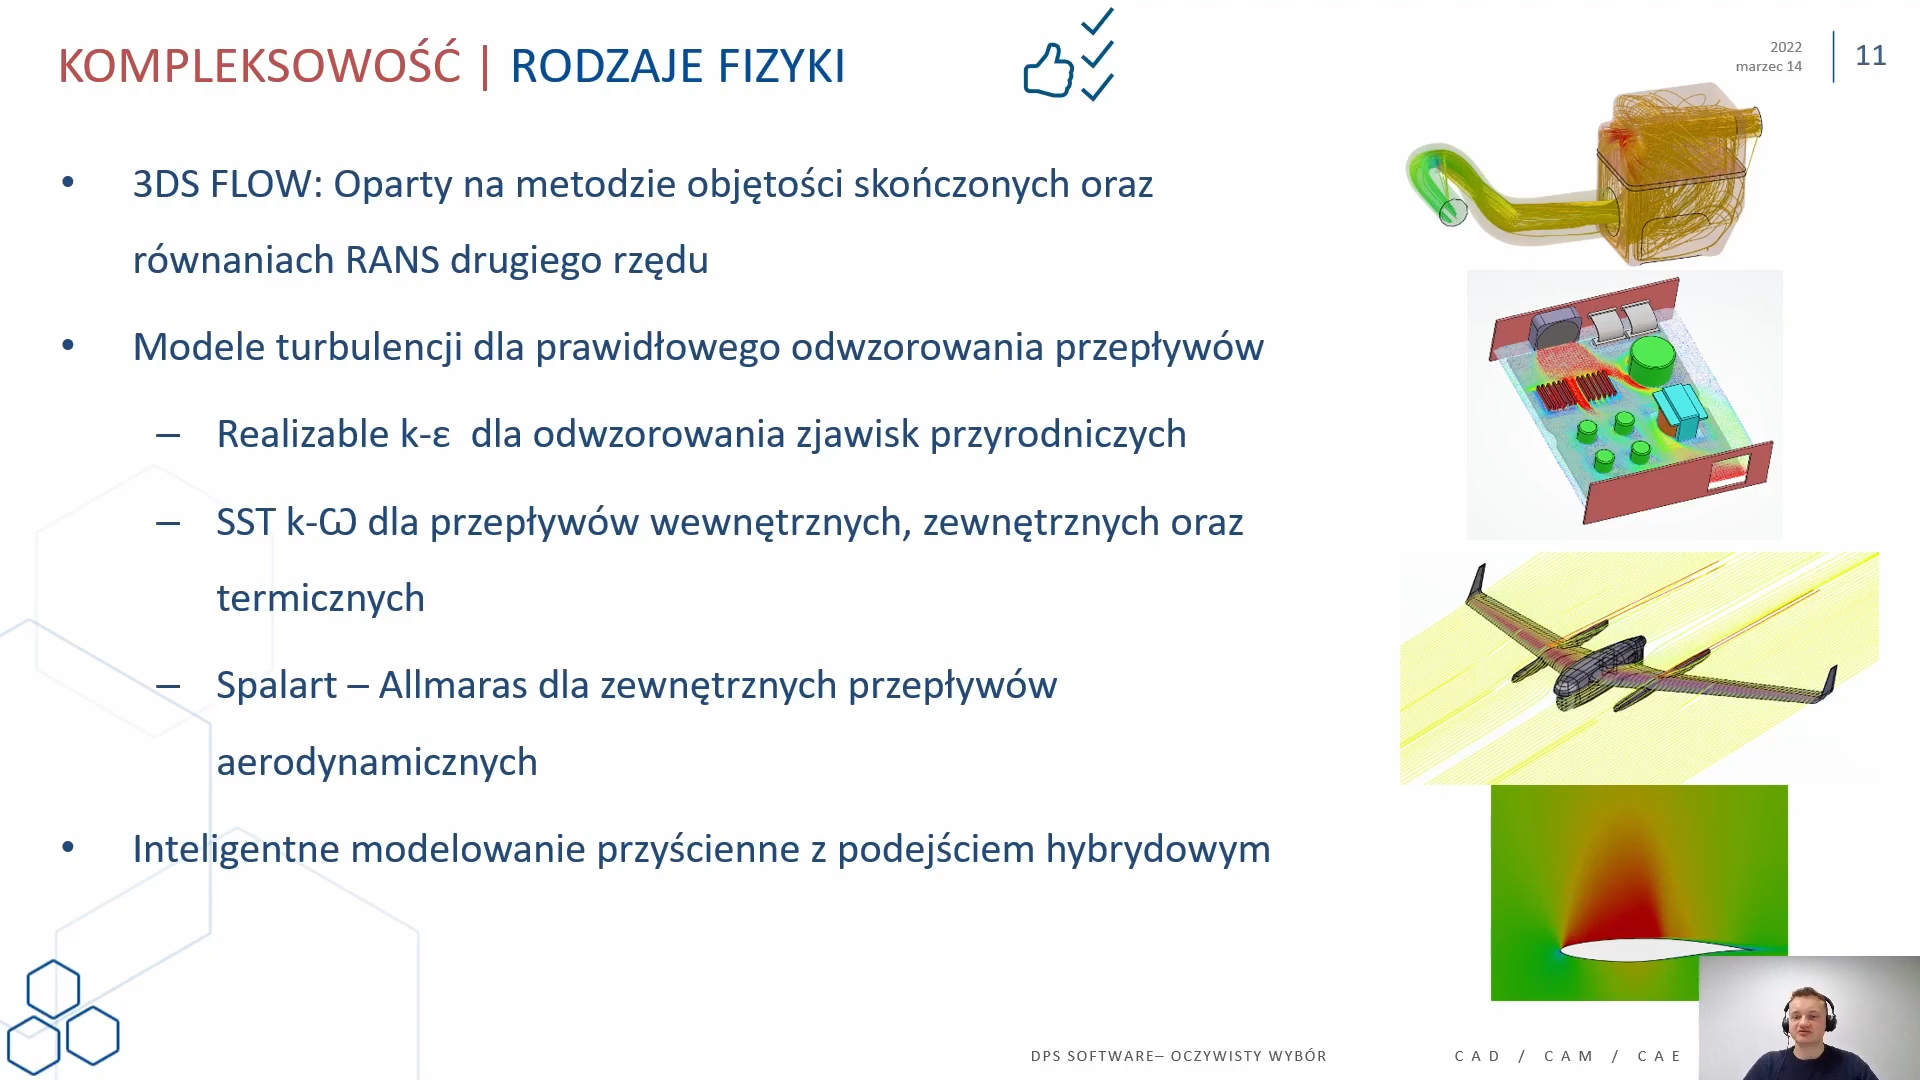 KOMPLEKSOWOŚĆ | RODZAJE FIZYKI
2022
marzec 14
11
• 3DS FLOW: Oparty na metodzie objętości skończonych oraz
równaniach RANS drugiego rzędu
• Modele turbulencji dla prawidłowego odwzorowania przepływów
– Realizable k-ε dla odwzorowania zjawisk przyrodniczych
– SST k-Ѡ dla przepływów wewnętrznych, zewnętrznych oraz
termicznych
– Spalart – Allmaras dla zewnętrznych przepływów
aerodynamicznych
• Inteligentne modelowanie przyścienne z podejściem hybrydowym
DPS SOFTWARE– OCZYWISTY WYBÓR
CAD / CAM / CAE